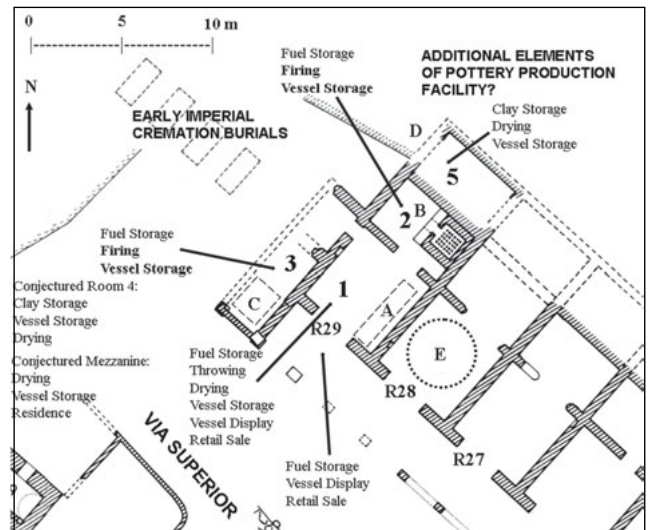 0 5 10 m
N
EARLY IMPERIAL
CREMATION BURIALS
Fuel Storage
Firing
Vessel Storage
ADDITIONAL ELEMENTS
OF POTTERY PRODUCTION
FACILITY?
Clay Storage
Drying
Vessel Storage
D
5
2
B
Fuel Storage
Firing
Vessel Storage
3
C
1
A
R29
E
R28
R27
Conjectured Room 4:
Clay Storage
Vessel Storage
Drying
Conjectured Mezzanine:
Drying
Vessel Storage
Residence
Fuel Storage
Throwing
Drying
Vessel Storage
Vessel Display
Retail Sale
Fuel Storage
Vessel Display
Retail Sale
VIA SUPERIOR